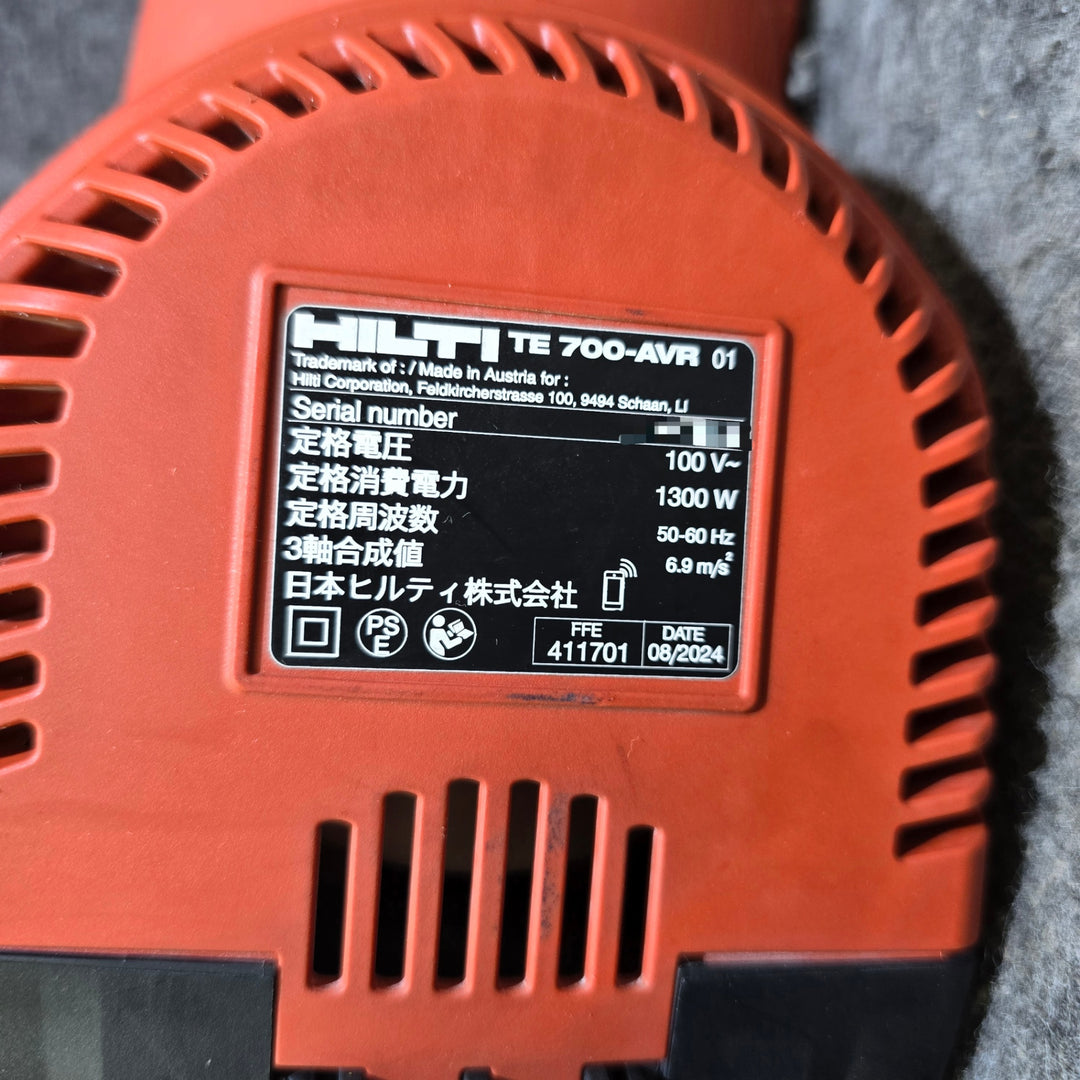 HILTI TE 700-AVR 01
Trademark of : / Made in Austria for :
Hilti Corporation, Feldkircherstrasse 100, 9494 Schaan, LI
Serial number
定格電圧 100 V~
定格消費電力 1300 W
定格周波数 50-60 Hz
3軸合成値 6.9 m/s²
日本ヒルティ株式会社
PS
E
FFE
411701
DATE
08/2024